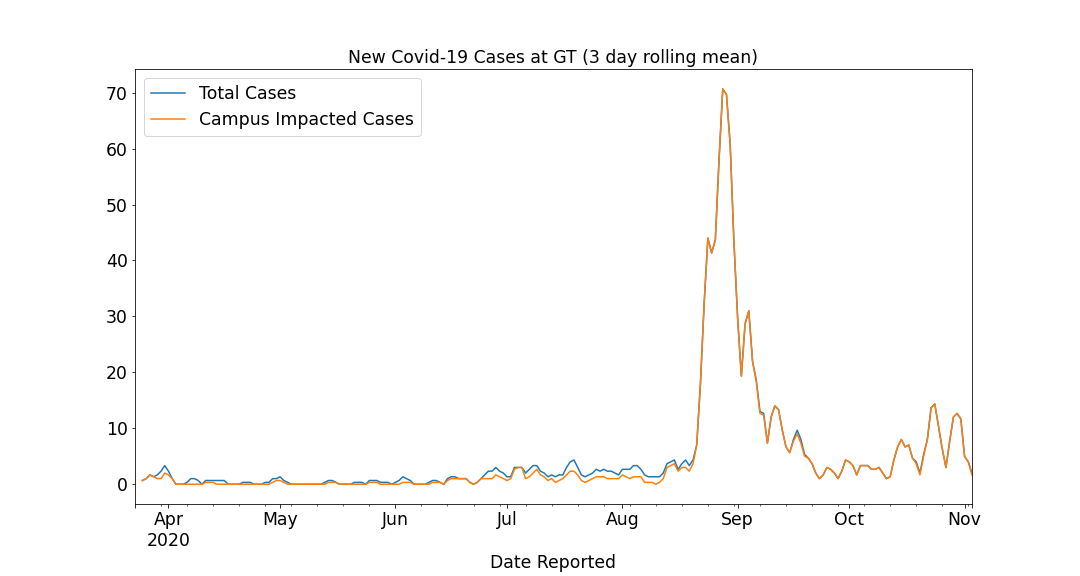 New Covid-19 Cases at GT (3 day rolling mean)
Total Cases
Campus Impacted Cases
70
60
50
40
30
20
10
0
Apr May Jun Jul Aug Sep Oct Nov
2020
Date Reported